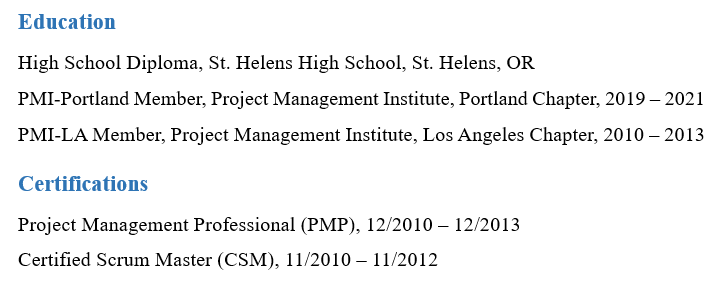 Education
High School Diploma, St. Helens High School, St. Helens, OR
PMI-Portland Member, Project Management Institute, Portland Chapter, 2019 – 2021
PMI-LA Member, Project Management Institute, Los Angeles Chapter, 2010 – 2013
Certifications
Project Management Professional (PMP), 12/2010 – 12/2013
Certified Scrum Master (CSM), 11/2010 – 11/2012